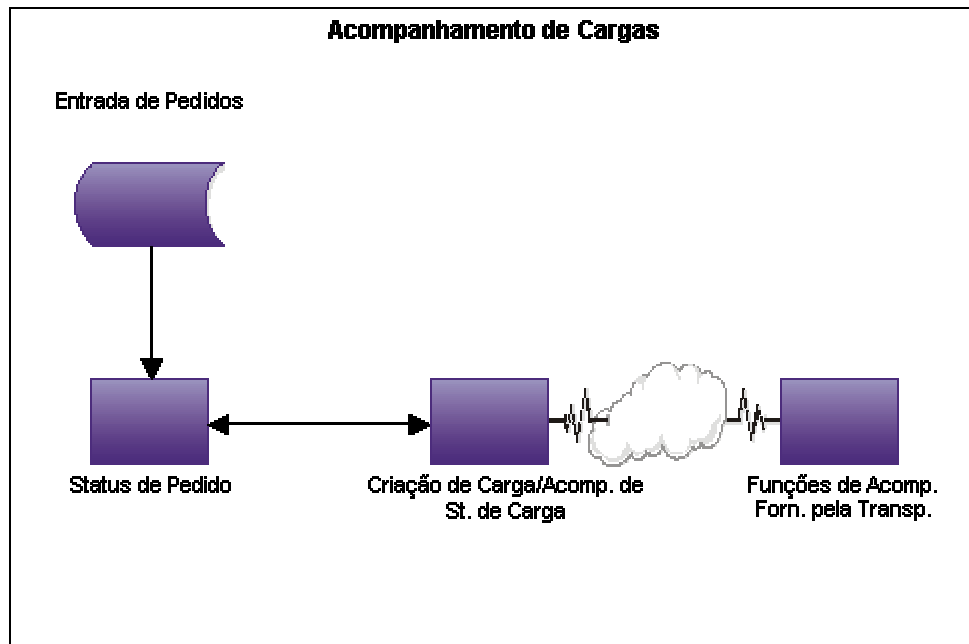 Acompanhamento de Cargas
Entrada de Pedidos
Status de Pedido
Criação de Carga/Acomp. de
St. de Carga
Funções de Acomp.
Forn. pela Transp.